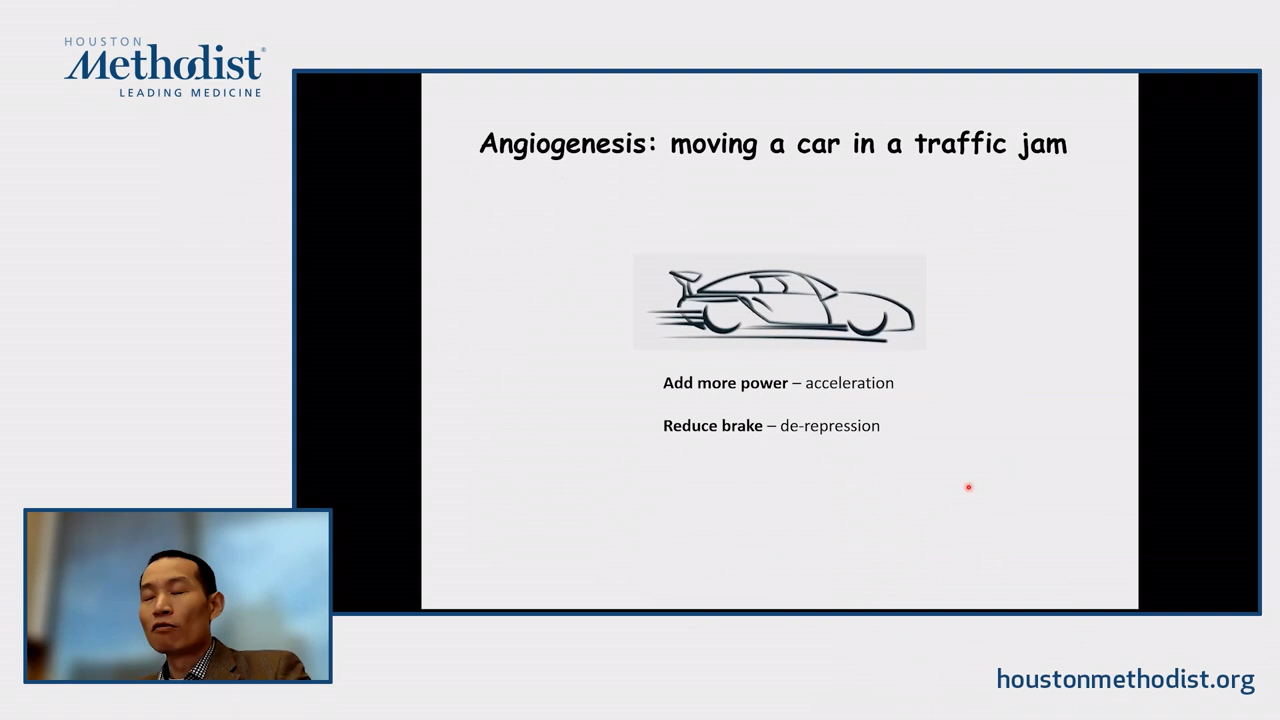 HOUSTON
Methodist®
LEADING MEDICINE
Angiogenesis: moving a car in a traffic jam
Add more power – acceleration
Reduce brake – de-repression
houstonmethodist.org